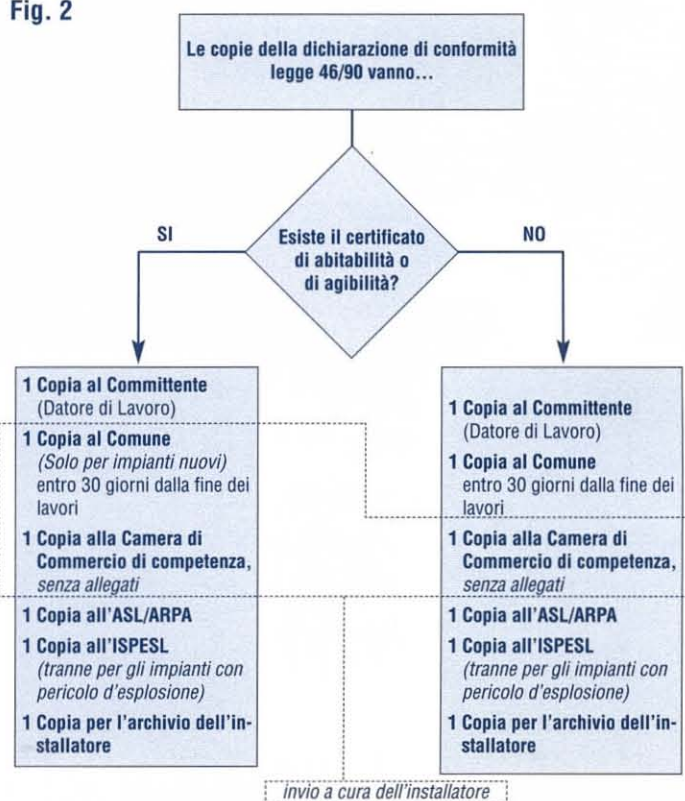 Fig. 2
Le copie della dichiarazione di conformità
legge 46/90 vanno...
Esiste il certificato
di abitabilità o
di agibilità?
SI
NO
1 Copia al Committente
(Datore di Lavoro)
1 Copia al Comune
(Solo per impianti nuovi)
entro 30 giorni dalla fine dei
lavori
1 Copia alla Camera di
Commercio di competenza,
senza allegati
1 Copia all'ASL/ARPA
1 Copia all'ISPESL
(tranne per gli impianti con
pericolo d'esplosione)
1 Copia per l'archivio dell'in-
stallatore
1 Copia al Committente
(Datore di Lavoro)
1 Copia al Comune
entro 30 giorni dalla fine dei
lavori
1 Copia alla Camera di
Commercio di competenza,
senza allegati
1 Copia all'ASL/ARPA
1 Copia all'ISPESL
(tranne per gli impianti con
pericolo d'esplosione)
1 Copia per l'archivio dell'in-
stallatore
invio a cura dell'installatore